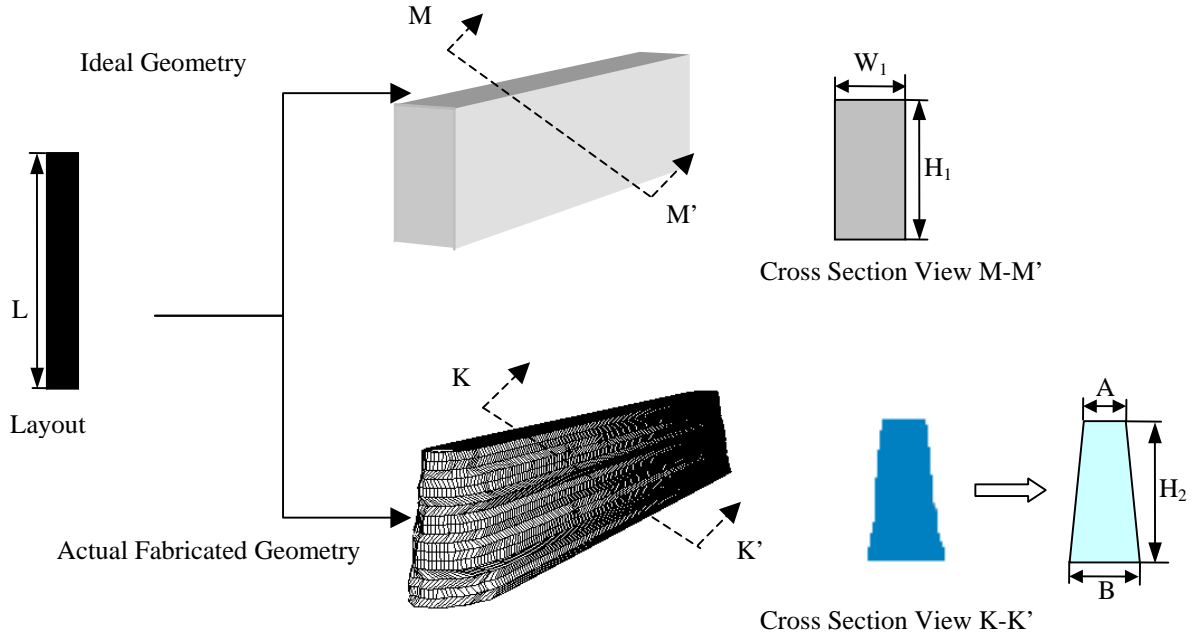 M
Ideal Geometry
W1
H1
M’
Cross Section View M-M’
L
Layout
K
A
H2
Actual Fabricated Geometry
K’
B
Cross Section View K-K’